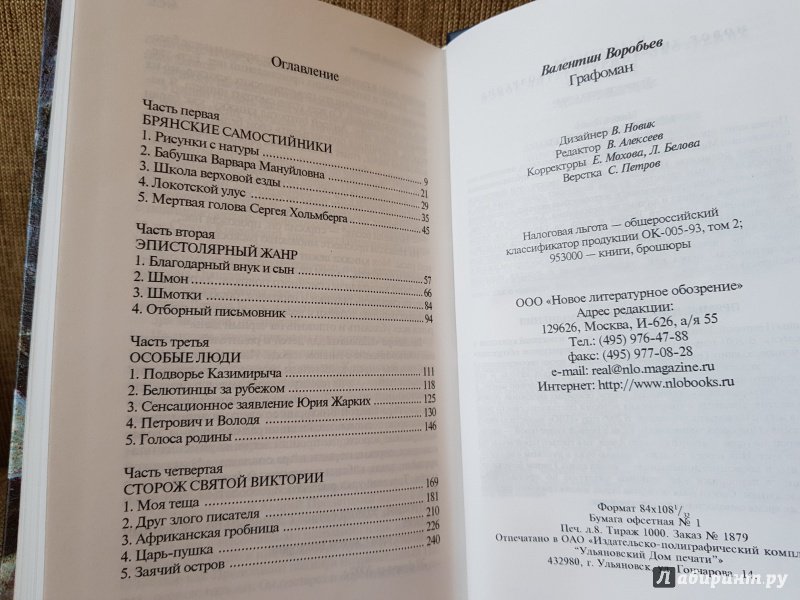 Оглавление
Часть первая
БРЯНСКИЕ САМОСТИЙНИКИ
1. Рисунки с натуры 9
2. Бабушка Варвара Мануйловна 21
3. Школа верховой езды 29
4. Локотской улус 35
5. Мертвая голова Сергея Хольмберга 45
Часть вторая
ЭПИСТОЛЯРНЫЙ ЖАНР
1. Благодарный внук и сын 57
2. Шмон 66
3. Шмотки 84
4. Отборный письмовник 94
Часть третья
ОСОБЫЕ ЛЮДИ
1. Подворье Казимирыча 111
2. Белютинцы за рубежом 118
3. Сенсационное заявление Юрия Жарких 125
4. Петрович и Володя 130
5. Голоса родины 146
Часть четвертая
СТОРОЖ СВЯТОЙ ВИКТОРИИ
1. Моя теща 169
2. Друг злого писателя 181
3. Африканская гробница 210
4. Царь-пушка 226
5. Заячий остров 240
Валентин Воробьев
Графоман
Дизайнер В. Новик
Редактор В. Алексеев
Корректоры Е. Мохова, Л. Белова
Верстка С. Петров
Налоговая льгота — общероссийский
классификатор продукции ОК-005-93, том 2;
953000 — книги, брошюры
ООО «Новое литературное обозрение»
Адрес редакции:
129626, Москва, И-626, а/я 55
Тел.: (495) 976-47-88
факс: (495) 977-08-28
e-mail: real@nlo.magazine.ru
Интернет: http://www.nlobooks.ru
Формат 84x108 1/32
Бумага офсетная № 1
Печ. л.8. Тираж 1000. Заказ № 1879
Отпечатано в ОАО «Издательско-полиграфический компл
“Ульяновский Дом печати”»
432980, г. Ульяновск, ул. Гончарова, 14
Лабиринт.ру